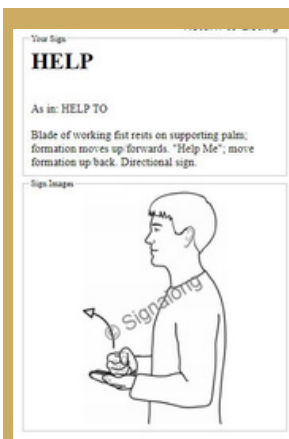 Your Sign
HELP
As in: HELP TO
Blade of working fist rests on supporting palm;
formation moves up/forwards. "Help Me"; move
formation up/back. Directional sign.
Sign Images
© Signalong